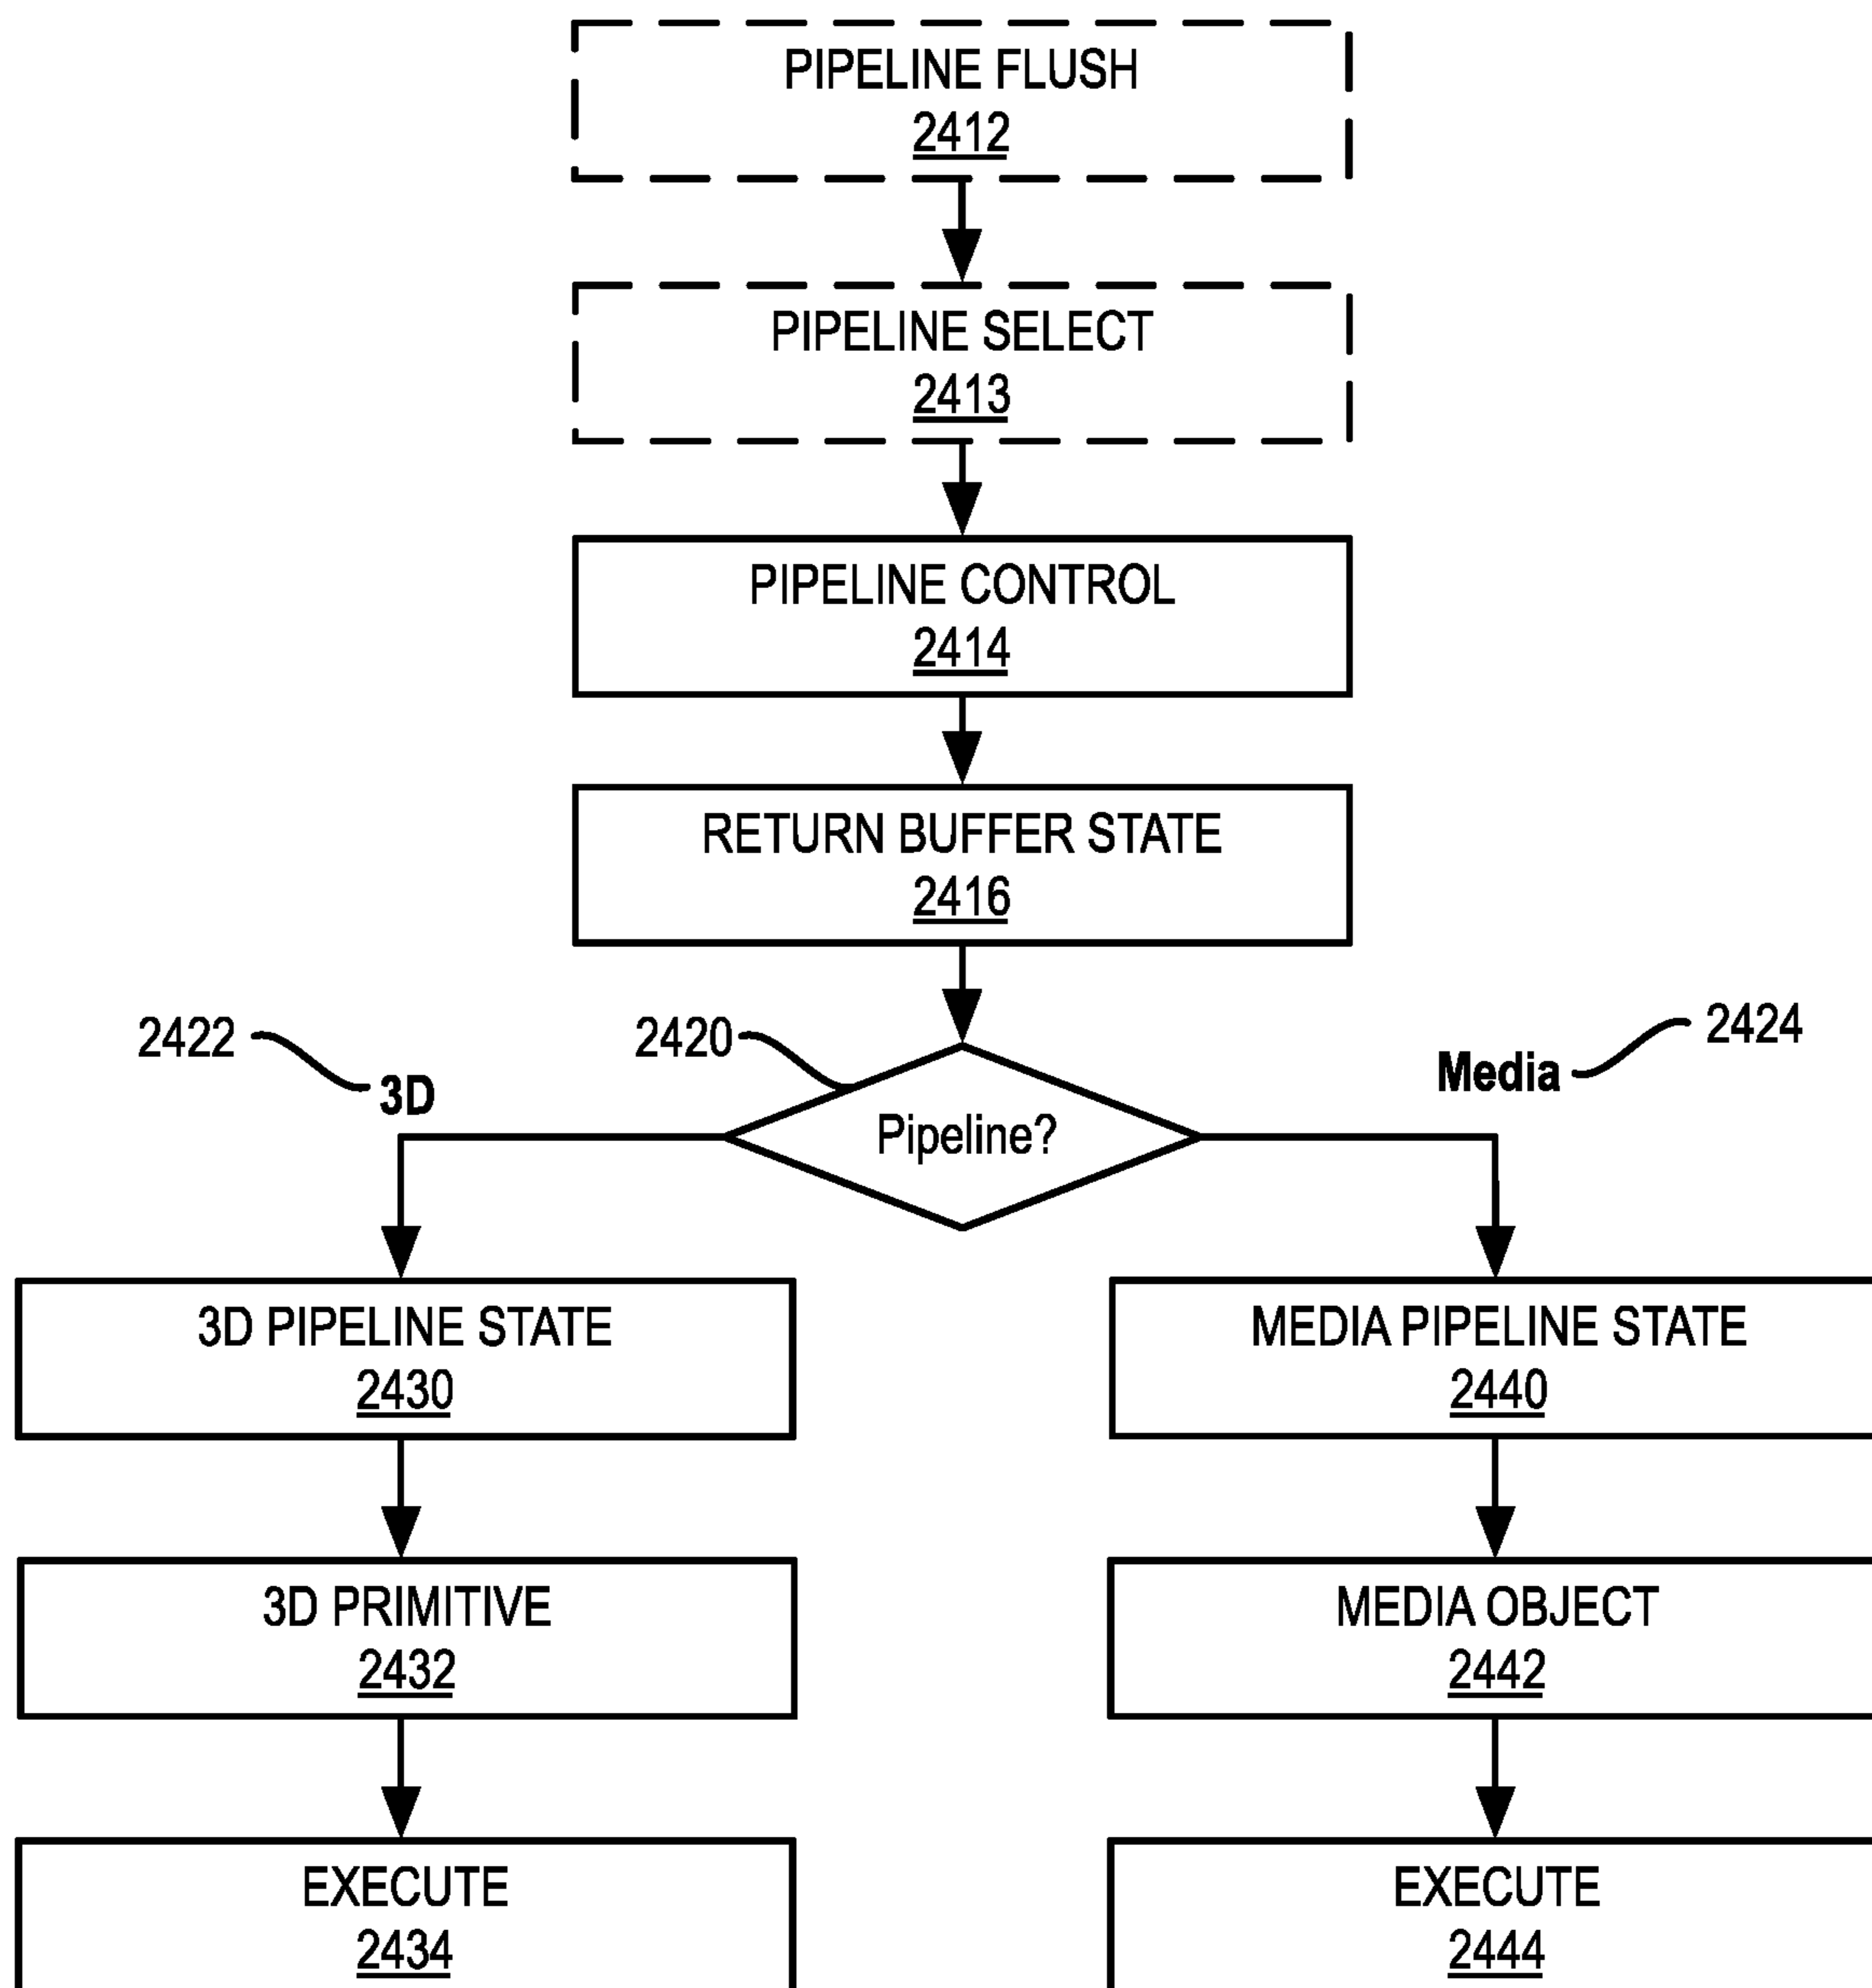 PIPELINE FLUSH
2412
PIPELINE SELECT
2413
PIPELINE CONTROL
2414
RETURN BUFFER STATE
2416
2422
3D
2420
Pipeline?
Media
2424
3D PIPELINE STATE
2430
MEDIA PIPELINE STATE
2440
3D PRIMITIVE
2432
MEDIA OBJECT
2442
EXECUTE
2434
EXECUTE
2444